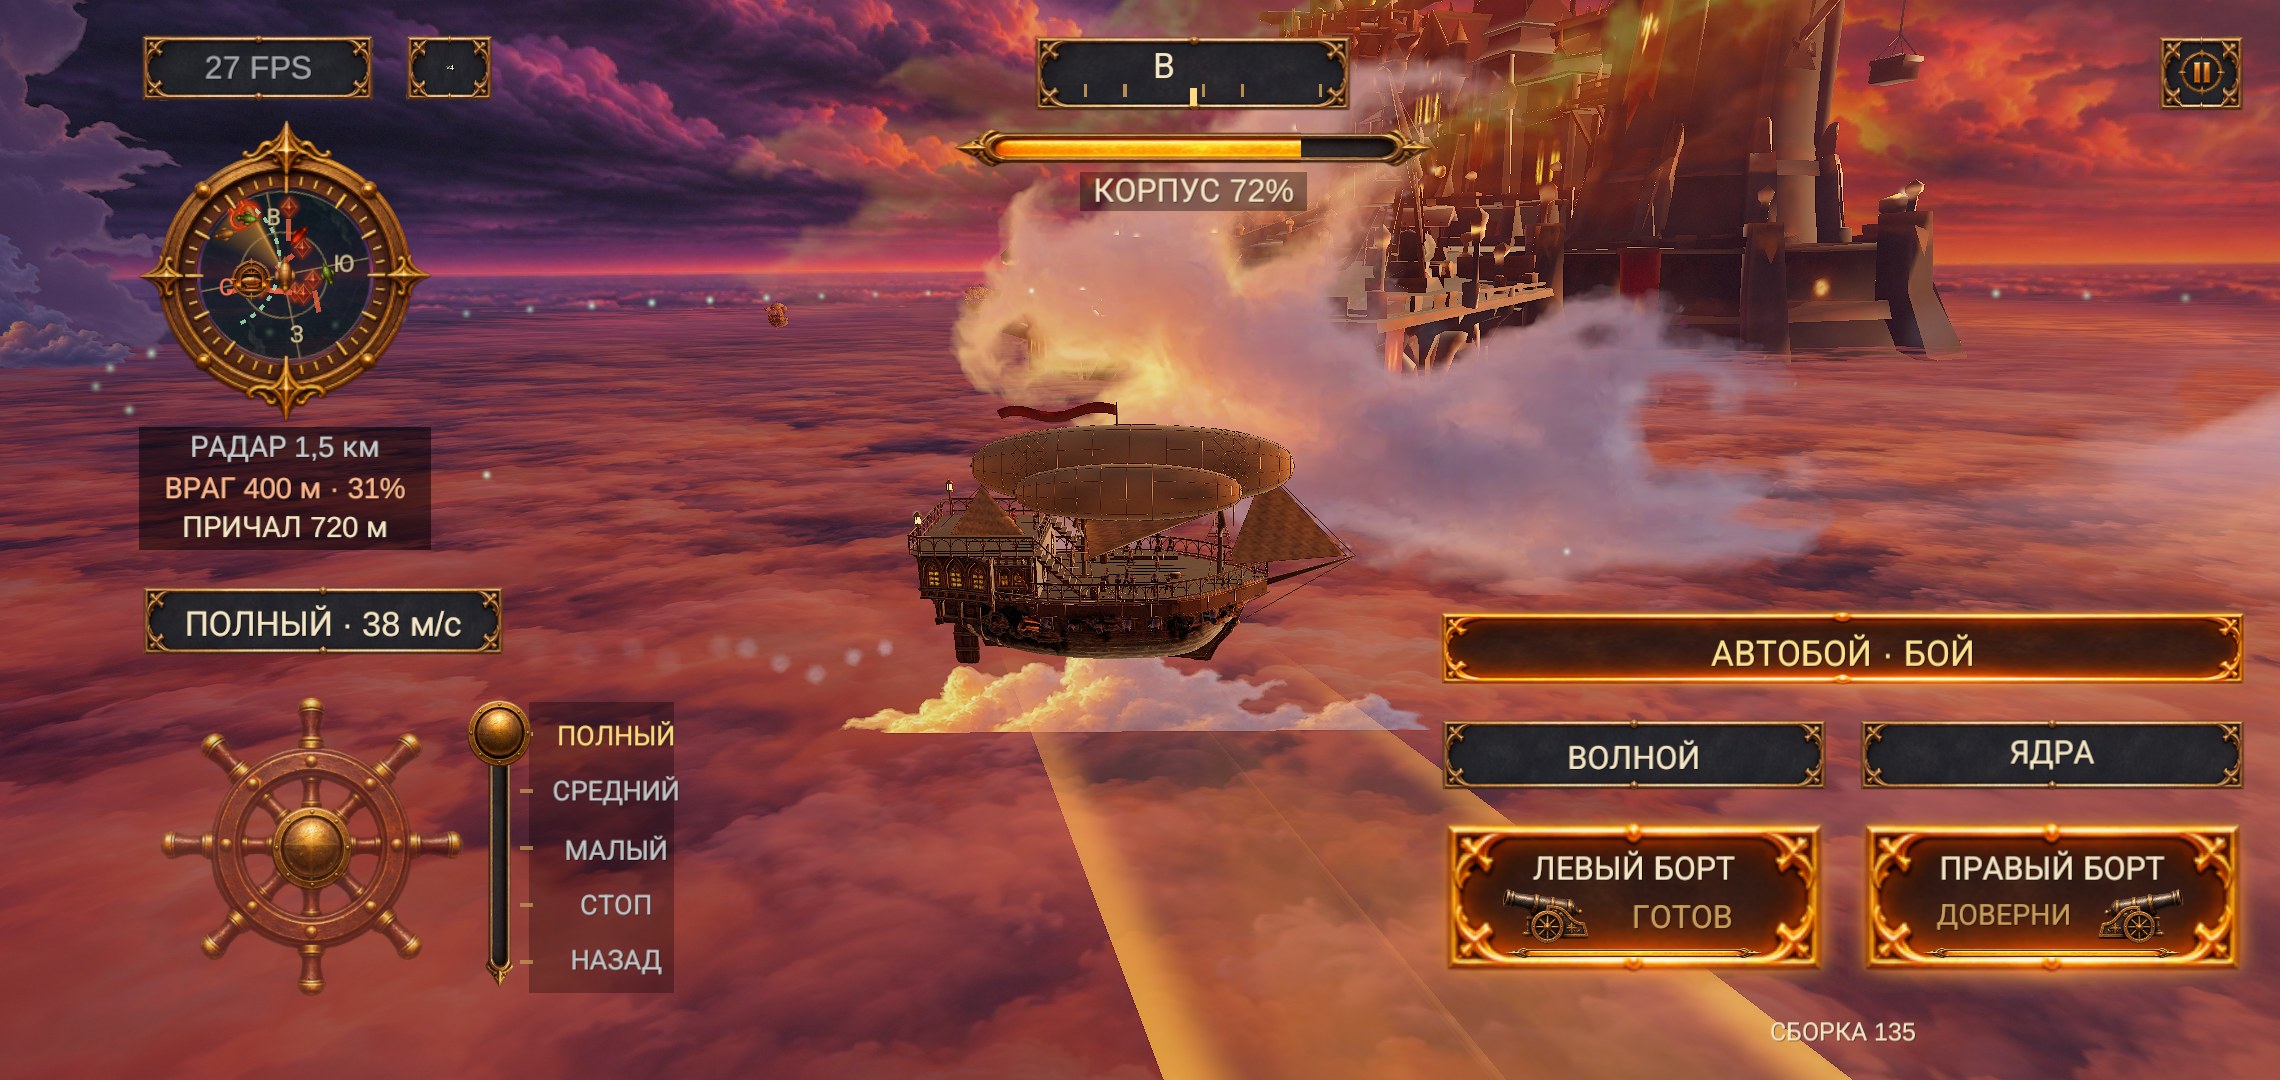 27 FPS
×4
В
КОРПУС 72%
В
Ю
С
З
РАДАР 1,5 км
ВРАГ 400 м · 31%
ПРИЧАЛ 720 м
ПОЛНЫЙ · 38 м/с
ПОЛНЫЙ
СРЕДНИЙ
МАЛЫЙ
СТОП
НАЗАД
АВТОБОЙ · БОЙ
ВОЛНОЙ
ЯДРА
ЛЕВЫЙ БОРТ
ГОТОВ
ПРАВЫЙ БОРТ
ДОВЕРНИ
СБОРКА 135